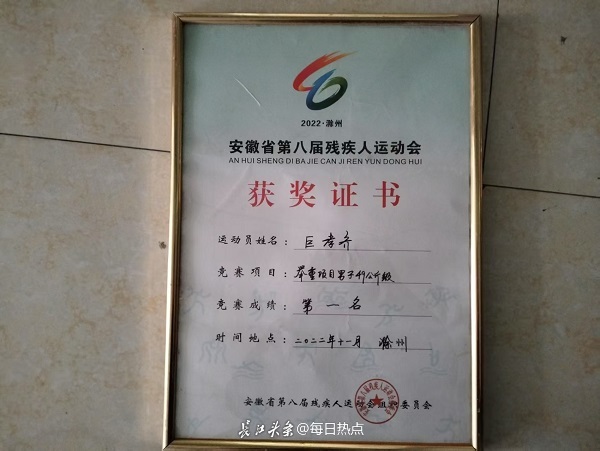 2022·滁州
安徽省第八届残疾人运动会
AN HUI SHENG DI BA JIE CAN JI REN YUN DONG HUI
获奖证书
运动员姓名：巨孝齐
竞赛项目：举重项目男子49公斤级
竞赛成绩：第一名
时间地点：二〇二二年十一月 滁州
安徽省第八届残疾人运动会组织委员会
长江头条 @每日热点